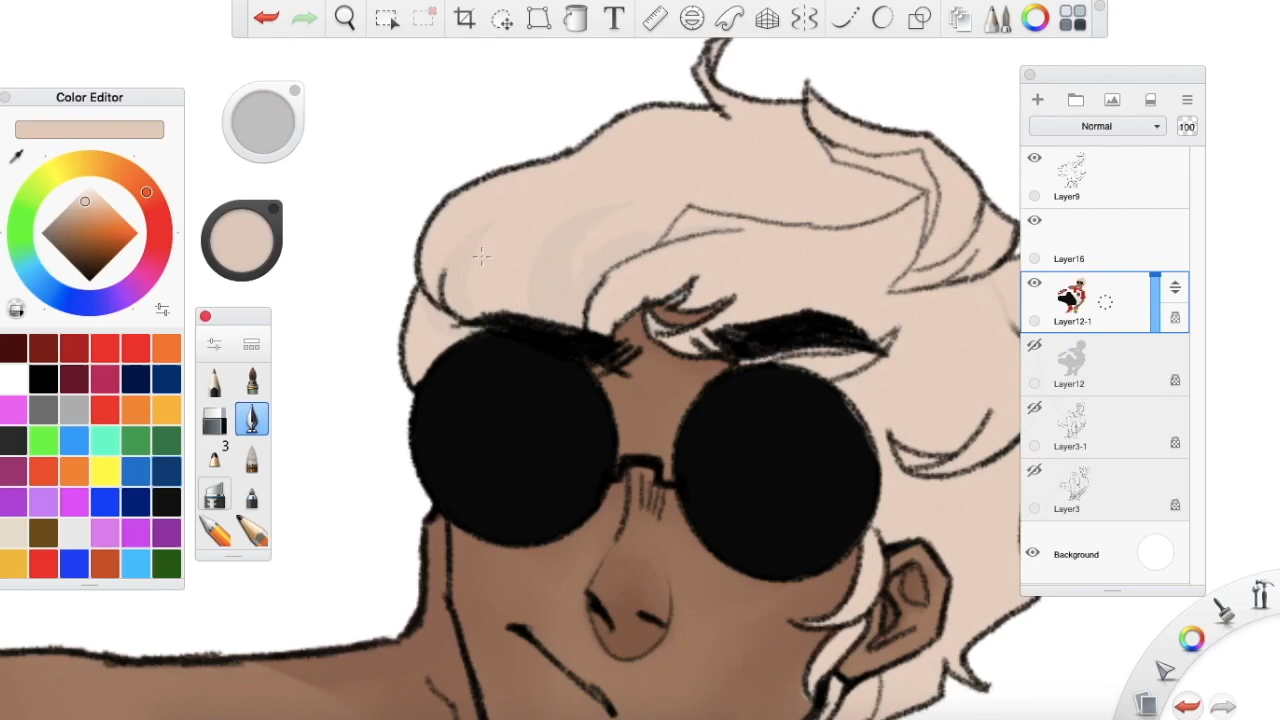 Color Editor
Normal
100
Layer9
Layer16
Layer12-1
Layer12
Layer3-1
Layer3
Background
3